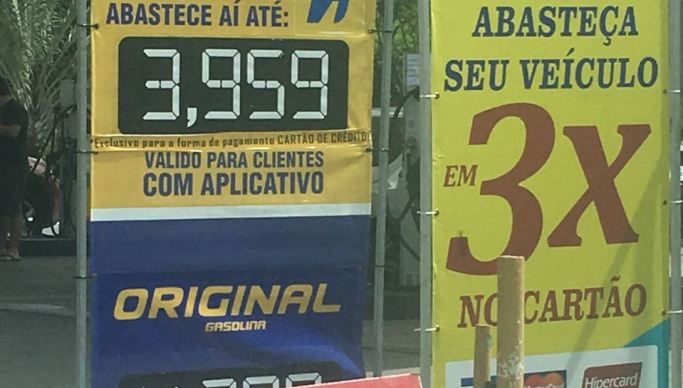 ABASTECE AÍ ATÉ:
3,959
Exclusivo para a forma de pagamento CARTÃO DE CRÉDITO
VALIDO PARA CLIENTES
COM APLICATIVO
ORIGINAL
GASOLINA
ABASTEÇA
SEU VEÍCULO
EM 3X
NO CARTÃO
Hipercard